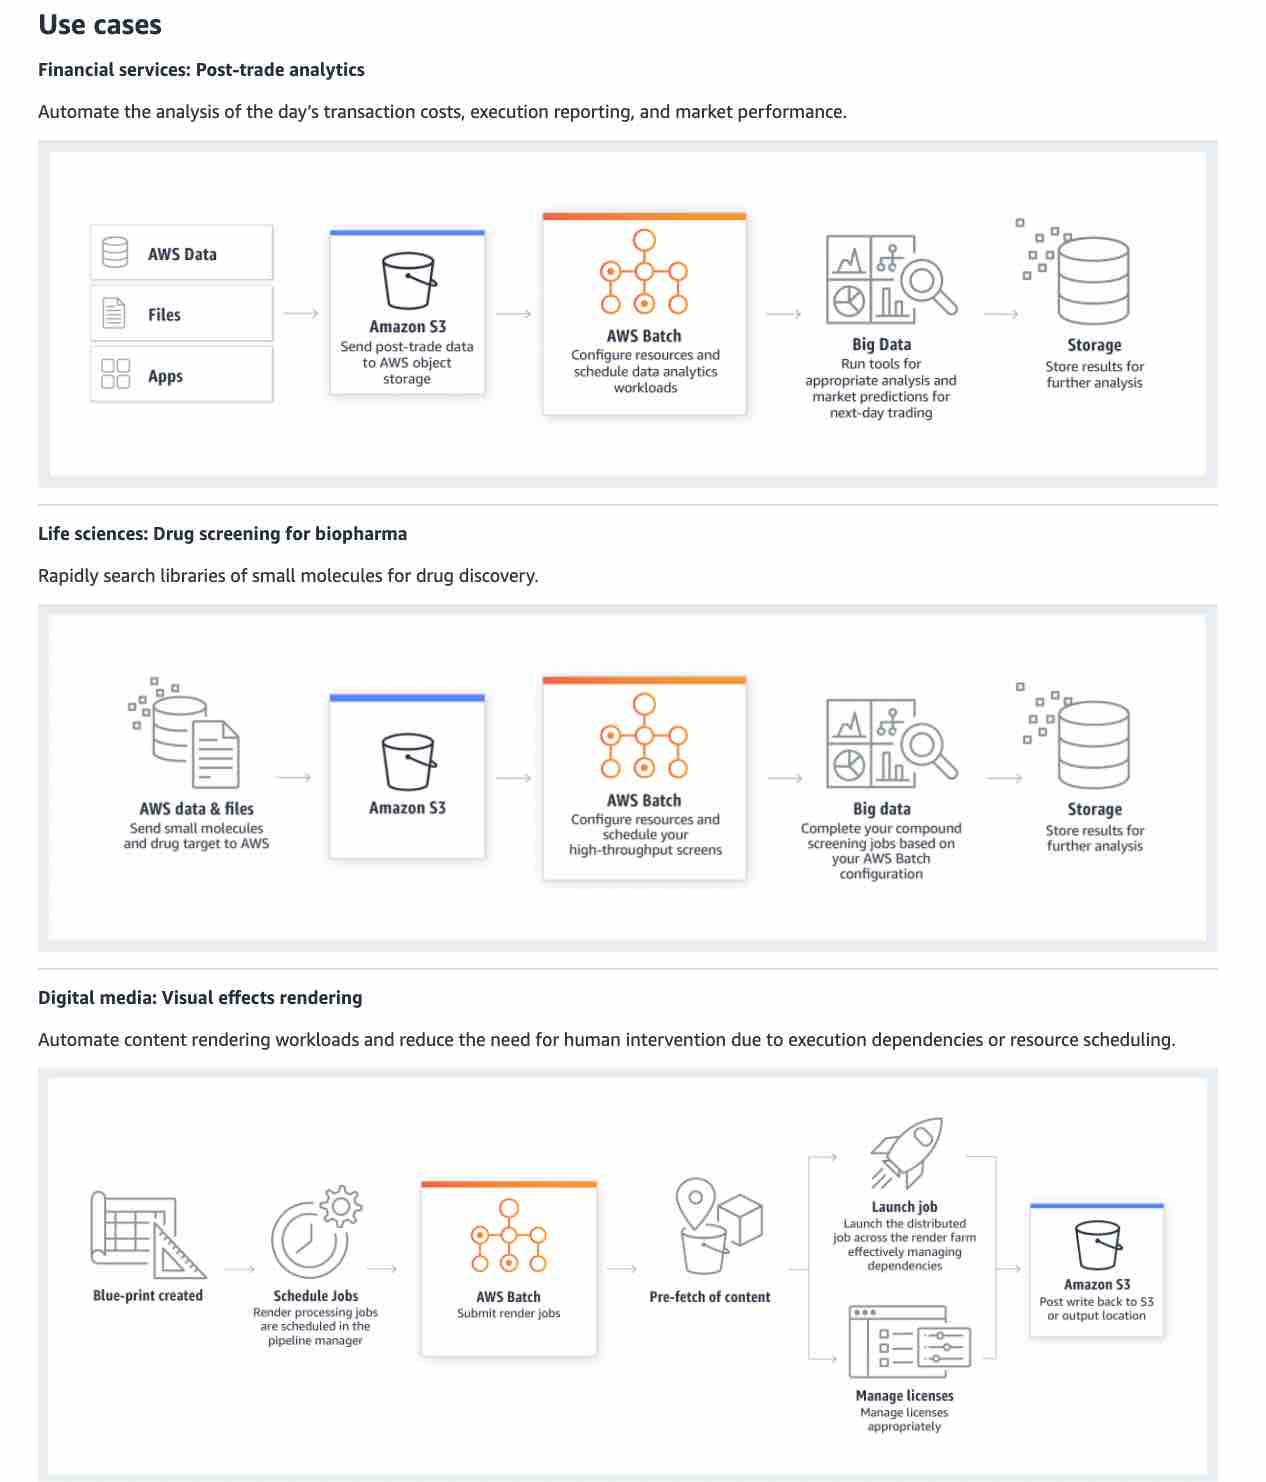 Use cases
Financial services: Post-trade analytics
Automate the analysis of the day’s transaction costs, execution reporting, and market performance.
AWS Data
Files
Apps
Amazon S3
Send post-trade data
to AWS object
storage
AWS Batch
Configure resources and
schedule data analytics
workloads
Big Data
Run tools for
appropriate analysis and
market predictions for
next-day trading
Storage
Store results for
further analysis
Life sciences: Drug screening for biopharma
Rapidly search libraries of small molecules for drug discovery.
AWS data & files
Send small molecules
and drug target to AWS
Amazon S3
AWS Batch
Configure resources and
schedule your
high-throughput screens
Big data
Complete your compound
screening jobs based on
your AWS Batch
configuration
Storage
Store results for
further analysis
Digital media: Visual effects rendering
Automate content rendering workloads and reduce the need for human intervention due to execution dependencies or resource scheduling.
Blue-print created
Schedule Jobs
Render processing jobs
are scheduled in the
pipeline manager
AWS Batch
Submit render jobs
Pre-fetch of content
Launch job
Launch the distributed
job across the render farm
effectively managing
dependencies
Manage licenses
Manage licenses
appropriately
Amazon S3
Post write back to S3
or output location